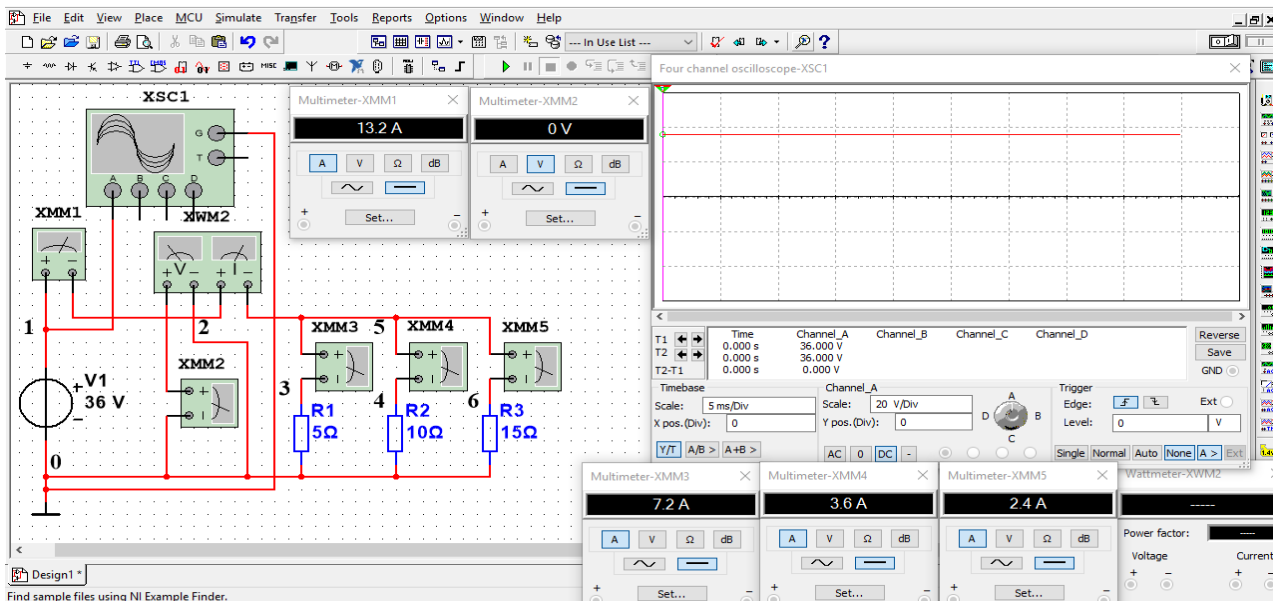 File Edit View Place MCU Simulate Transfer Tools Reports Options Window Help
--- In Use List ---
?
MISC
Four channel oscilloscope-XSC1
XSC1
G
T
A B C D
XMM1
+ -
XWM2
+ V - + I -
Multimeter-XMM1
13.2 A
A V Ω dB
+ Set... -
Multimeter-XMM2
0 V
A V Ω dB
+ Set... -
1
2
5
3
4
6
0
XMM2
XMM3
XMM4
XMM5
V1
36 V
R1
5Ω
R2
10Ω
R3
15Ω
Time Channel_A Channel_B Channel_C Channel_D
T1 0.000 s 36.000 V
T2 0.000 s 36.000 V
T2-T1 0.000 s 0.000 V
Reverse
Save
GND
Timebase
Scale: 5 ms/Div
X pos.(Div): 0
Y/T A/B > A+B >
Channel_A
Scale: 20 V/Div
Y pos.(Div): 0
AC 0 DC -
A
D B
C
Trigger
Edge: Ext
Level: 0 V
Single Normal Auto None A > Ext
Multimeter-XMM3
7.2 A
A V Ω dB
+ Set...
Multimeter-XMM4
3.6 A
A V Ω dB
+ Set...
Multimeter-XMM5
2.4 A
A V Ω dB
+ Set...
Wattmeter-XWM2
-----
Power factor: -----
Voltage Current
+ - + -
Design1 *
Find sample files using NI Example Finder.